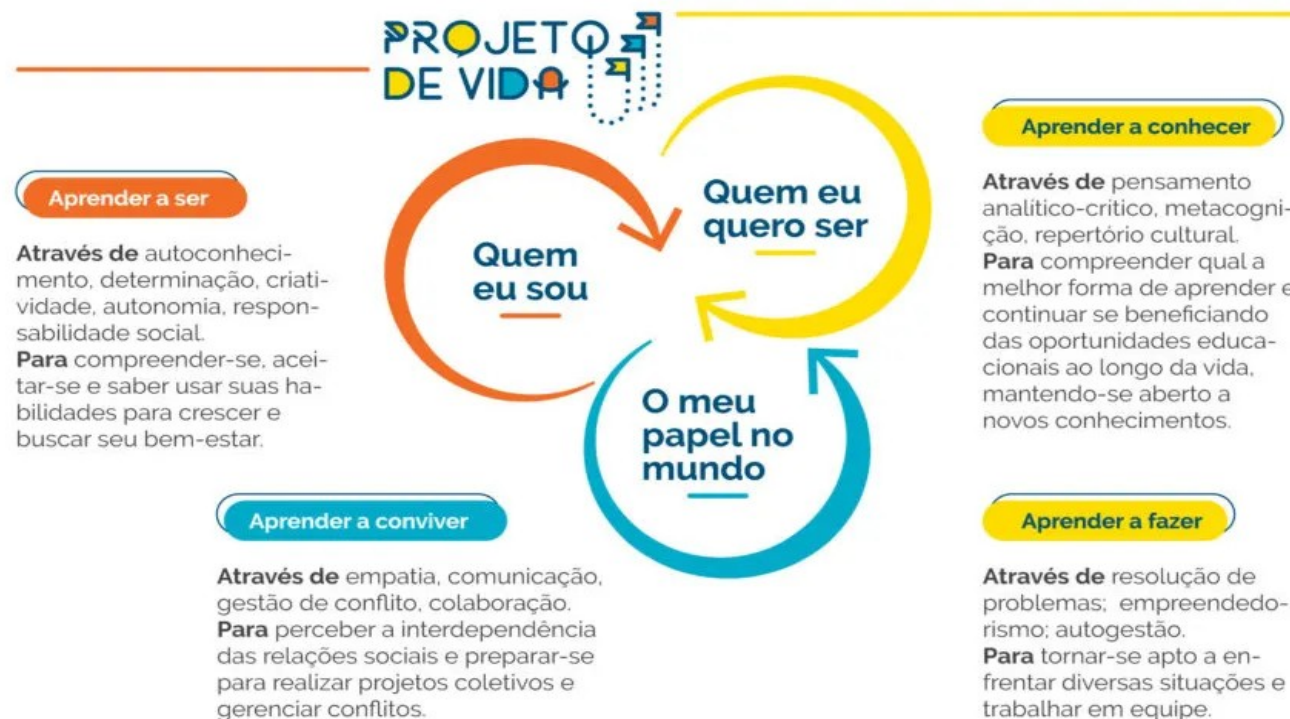 PROJETO
DE VIDA
Aprender a ser
Através de autoconheci-
mento, determinação, criati-
vidade, autonomia, respon-
sabilidade social.
Para compreender-se, acei-
tar-se e saber usar suas ha-
bilidades para crescer e
buscar seu bem-estar.
Quem
eu sou
Quem eu
quero ser
O meu
papel no
mundo
Aprender a conhecer
Através de pensamento
analítico-crítico, metacogni-
ção, repertório cultural.
Para compreender qual a
melhor forma de aprender e
continuar se beneficiando
das oportunidades educa-
cionais ao longo da vida,
mantendo-se aberto a
novos conhecimentos.
Aprender a conviver
Através de empatia, comunicação,
gestão de conflito, colaboração.
Para perceber a interdependência
das relações sociais e preparar-se
para realizar projetos coletivos e
gerenciar conflitos.
Aprender a fazer
Através de resolução de
problemas; empreendedo-
rismo; autogestão.
Para tornar-se apto a en-
frentar diversas situações e
trabalhar em equipe.